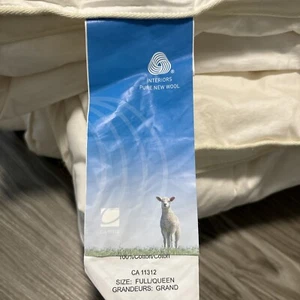 INTERIORS
PURE NEW WOOL
100%Cotton/Coton
CA 11312
SIZE: FULL/QUEEN
GRANDEURS: GRAND